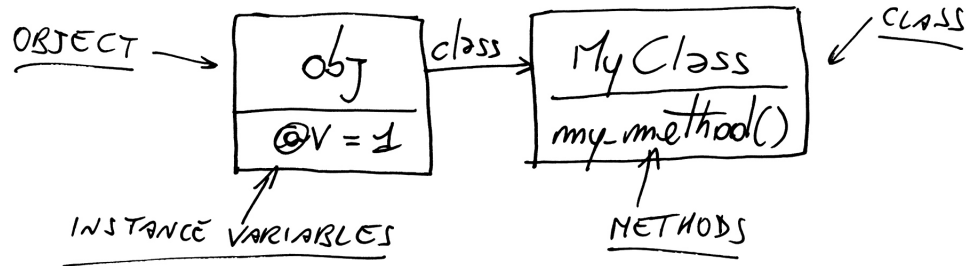 OBJECT
obj
class
MyClass
CLASS
@v = 1
my_method()
INSTANCE VARIABLES
METHODS